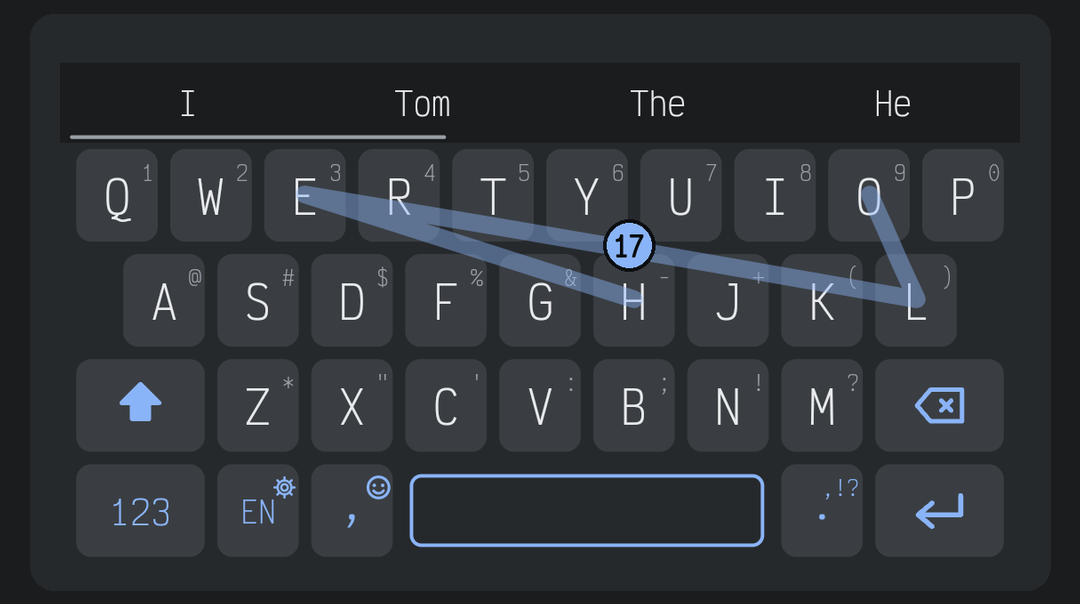 I Tom The He
Q 1 W 2 E 3 R 4 T 5 Y 6 U 7 I 8 O 9 P 0
17
A @ S # D $ F % G & H - J + K ( L )
Z * X " C ' V : B ; N ! M ?
123 EN , . ,!?